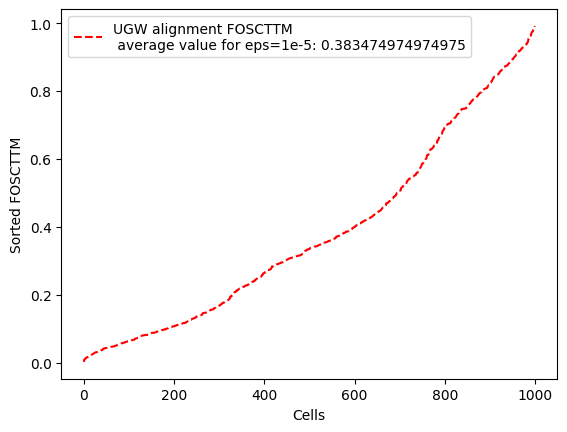 UGW alignment FOSCTTM
average value for eps=1e-5: 0.383474974974975
1.0
0.8
0.6
0.4
0.2
0.0
Sorted FOSCTTM
0 200 400 600 800 1000
Cells